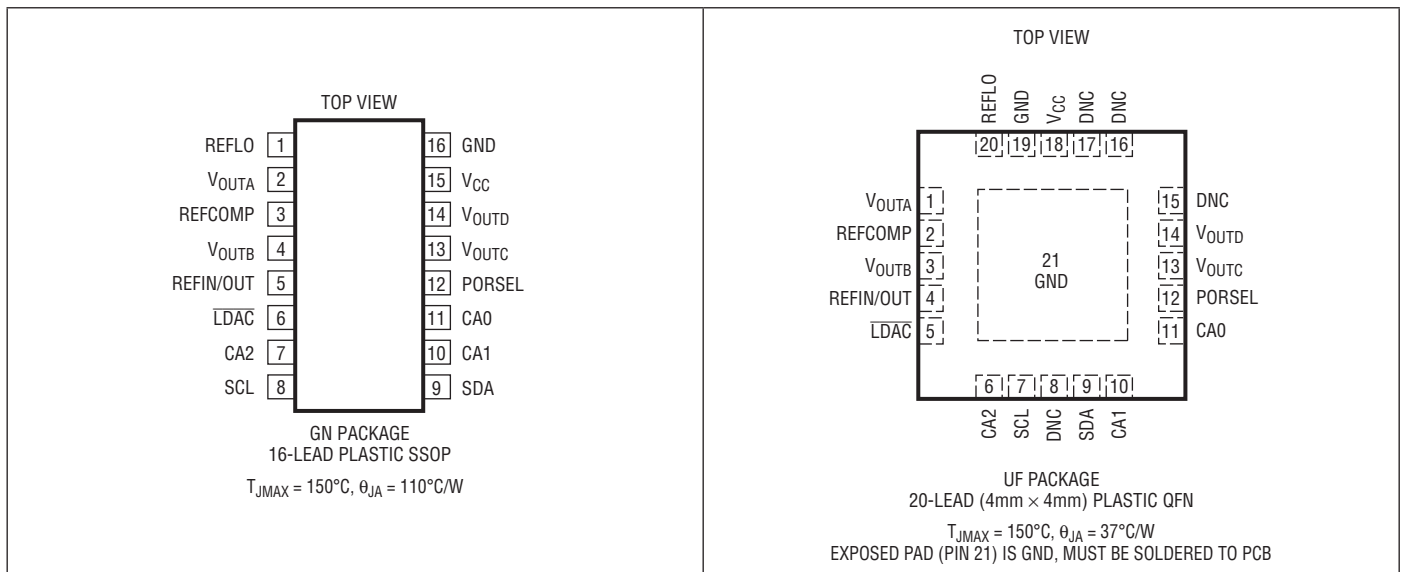 TOP VIEW
REFLO 1
VOUTA 2
REFCOMP 3
VOUTB 4
REFIN/OUT 5
LDAC 6
CA2 7
SCL 8
16 GND
15 VCC
14 VOUTD
13 VOUTC
12 PORSEL
11 CA0
10 CA1
9 SDA
GN PACKAGE
16-LEAD PLASTIC SSOP
TJMAX = 150°C, θJA = 110°C/W
TOP VIEW
REFLO GND VCC DNC DNC
20 19 18 17 16
VOUTA 1
REFCOMP 2
VOUTB 3
REFIN/OUT 4
LDAC 5
21
GND
15 DNC
14 VOUTD
13 VOUTC
12 PORSEL
11 CA0
6 7 8 9 10
CA2 SCL DNC SDA CA1
UF PACKAGE
20-LEAD (4mm × 4mm) PLASTIC QFN
TJMAX = 150°C, θJA = 37°C/W
EXPOSED PAD (PIN 21) IS GND, MUST BE SOLDERED TO PCB